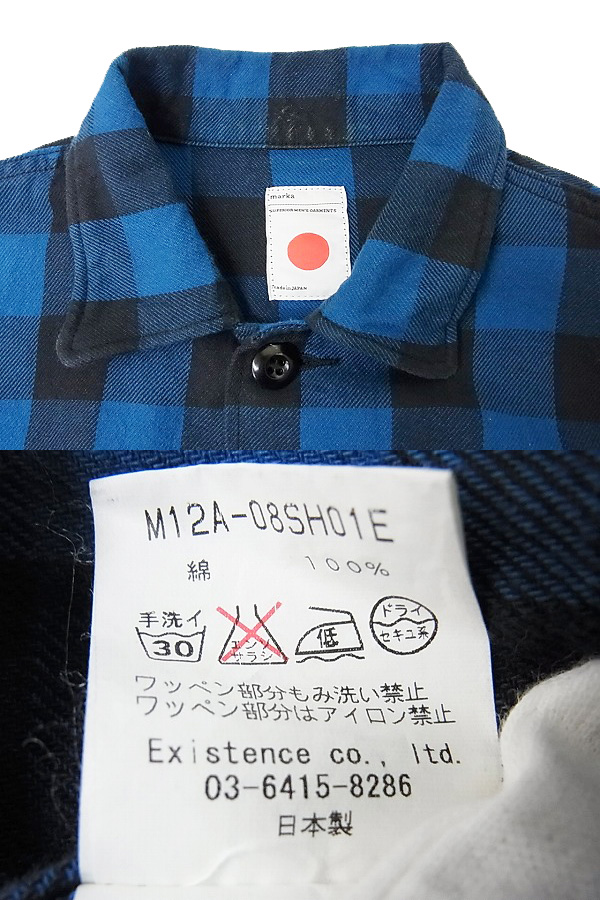 marka
SUPERIOR MEN'S GARMENTS
Made in JAPAN
M12A-08SH01E
綿 100%
手洗イ
30
エンソ
サラシ
低
ドライ
セキユ系
ワッペン部分もみ洗い禁止
ワッペン部分はアイロン禁止
Existence co., ltd.
03-6415-8286
日本製